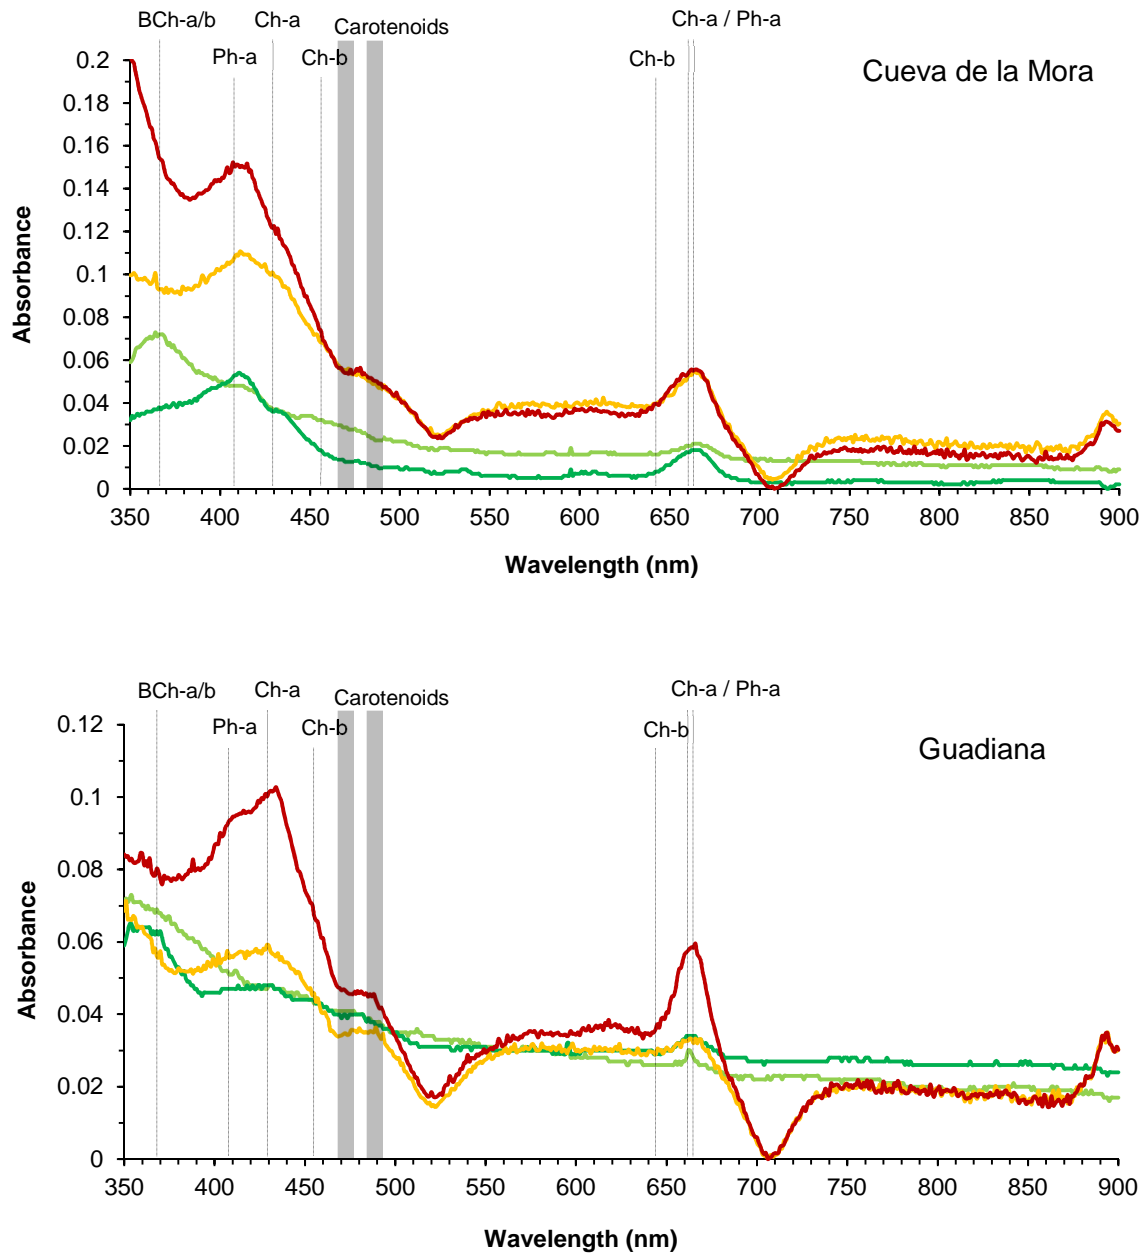 BCh-a/b Ch-a Carotenoids Ch-a / Ph-a
Ph-a Ch-b Ch-b
Cueva de la Mora
0.2
0.18
0.16
0.14
0.12
0.1
0.08
0.06
0.04
0.02
0
Absorbance
350 400 450 500 550 600 650 700 750 800 850 900
Wavelength (nm)
BCh-a/b Ch-a Carotenoids Ch-a / Ph-a
Ph-a Ch-b Ch-b
Guadiana
0.12
0.1
0.08
0.06
0.04
0.02
0
Absorbance
350 400 450 500 550 600 650 700 750 800 850 900
Wavelength (nm)